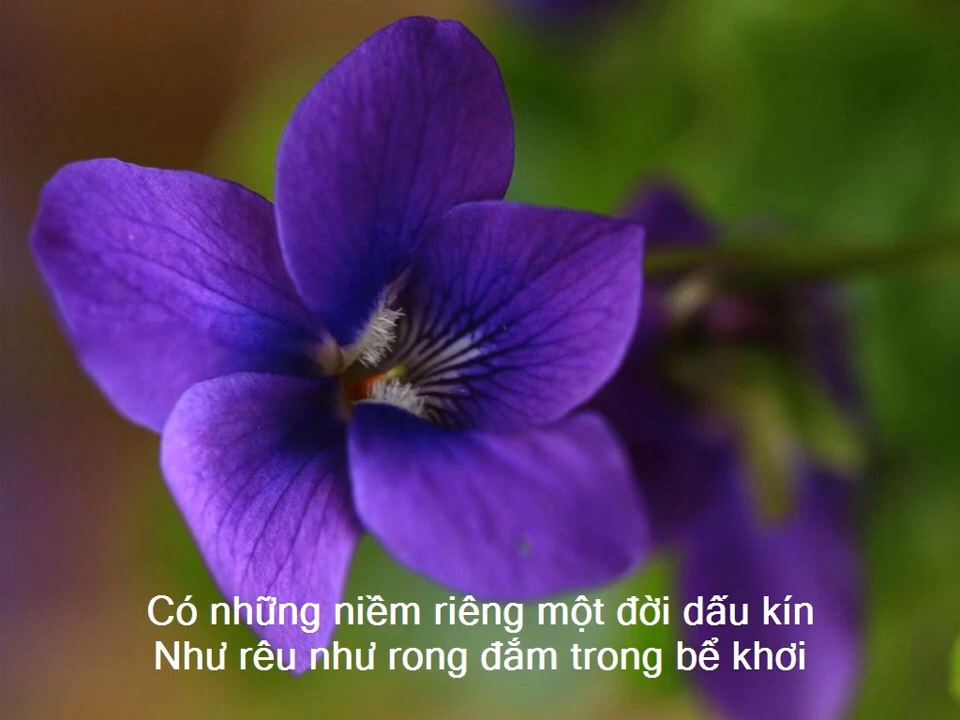 Có những niềm riêng một đời dấu kín
Như rêu như rong đắm trong bể khơi